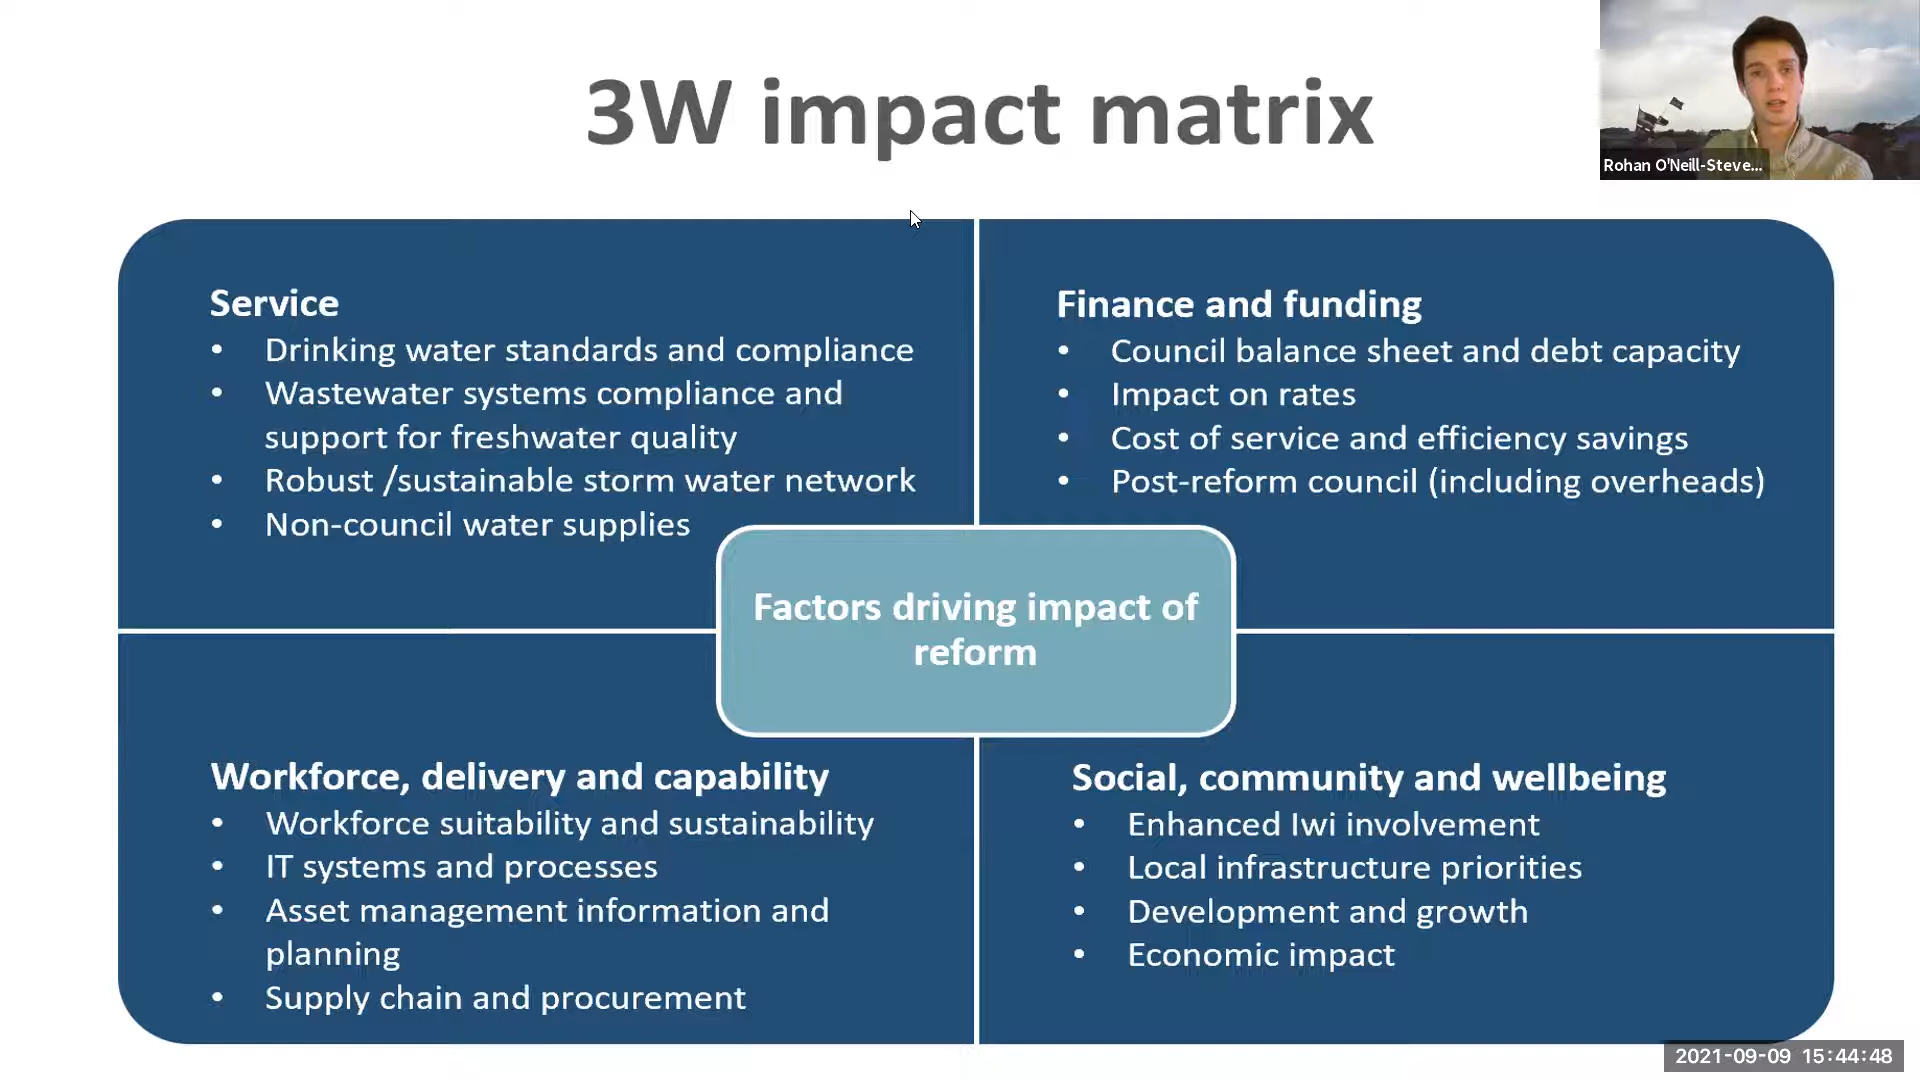 3W impact matrix
Rohan O'Neill-Steve...
Service
• Drinking water standards and compliance
• Wastewater systems compliance and
support for freshwater quality
• Robust /sustainable storm water network
• Non-council water supplies
Finance and funding
• Council balance sheet and debt capacity
• Impact on rates
• Cost of service and efficiency savings
• Post-reform council (including overheads)
Factors driving impact of
reform
Workforce, delivery and capability
• Workforce suitability and sustainability
• IT systems and processes
• Asset management information and
planning
• Supply chain and procurement
Social, community and wellbeing
• Enhanced Iwi involvement
• Local infrastructure priorities
• Development and growth
• Economic impact
2021-09-09 15:44:48